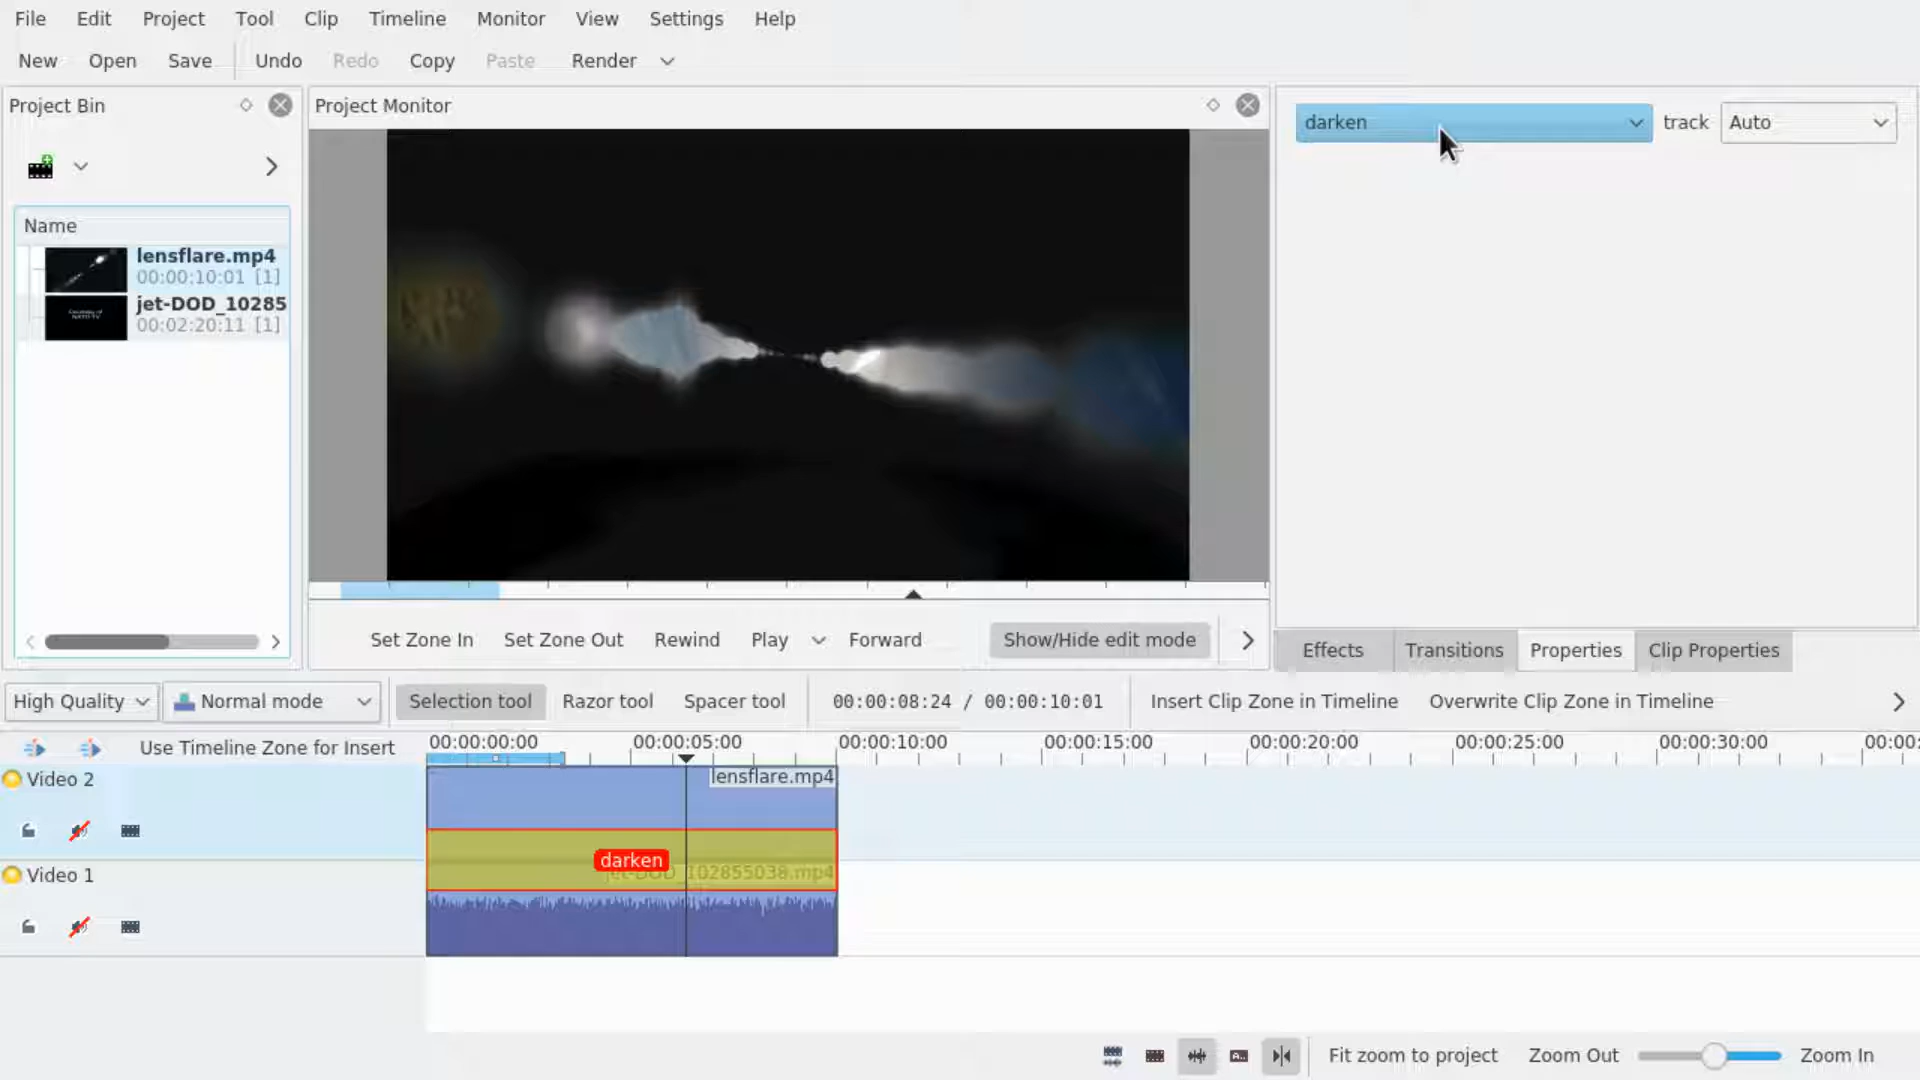 File Edit Project Tool Clip Timeline Monitor View Settings Help
New Open Save Undo Redo Copy Paste Render
Project Bin
Project Monitor
darken track Auto
Name
lensflare.mp4
00:00:10:01 [1]
jet-DOD_10285
00:02:20:11 [1]
Set Zone In Set Zone Out Rewind Play Forward Show/Hide edit mode
Effects Transitions Properties Clip Properties
High Quality Normal mode Selection tool Razor tool Spacer tool 00:00:08:24 / 00:00:10:01 Insert Clip Zone in Timeline Overwrite Clip Zone in Timeline
Use Timeline Zone for Insert
00:00:00:00 00:00:05:00 00:00:10:00 00:00:15:00 00:00:20:00 00:00:25:00 00:00:30:00 00:00:
Video 2
lensflare.mp4
darken
jet-DOD_102855038.mp4
Video 1
Fit zoom to project Zoom Out Zoom In